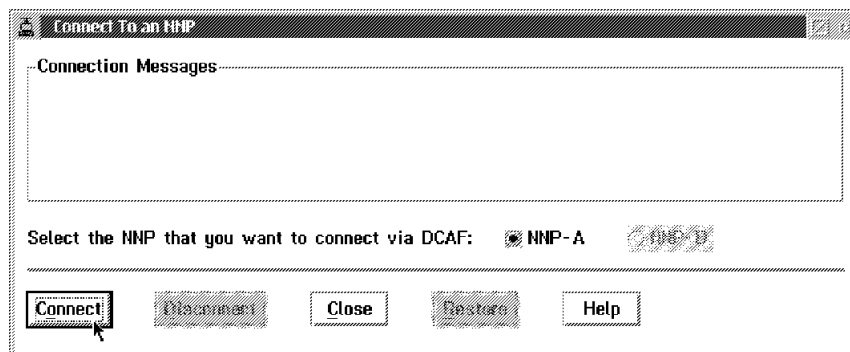 Connect To an NNP
Connection Messages
Select the NNP that you want to connect via DCAF: NNP-A NNP-B
Connect Disconnect Close Restore Help